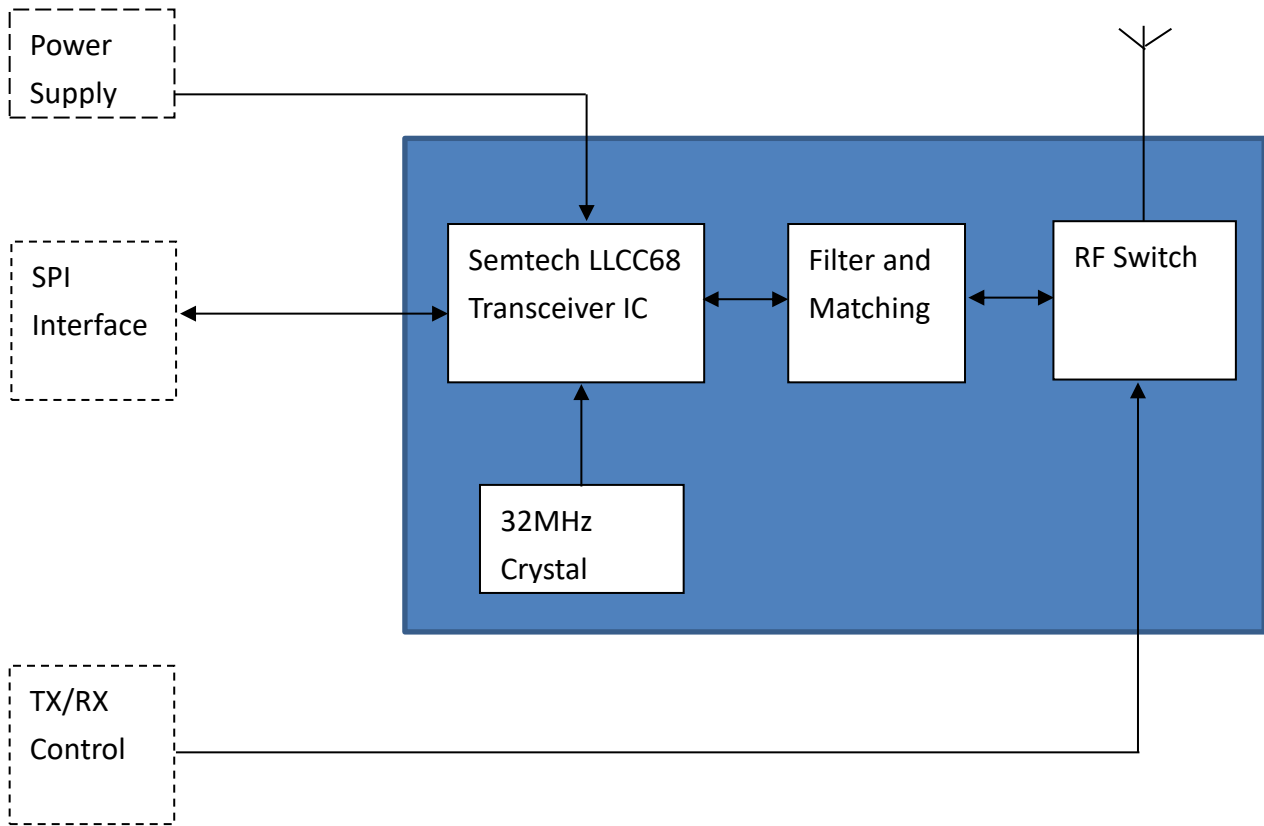 Power
Supply
SPI
Interface
Semtech LLCC68
Transceiver IC
Filter and
Matching
RF Switch
32MHz
Crystal
TX/RX
Control